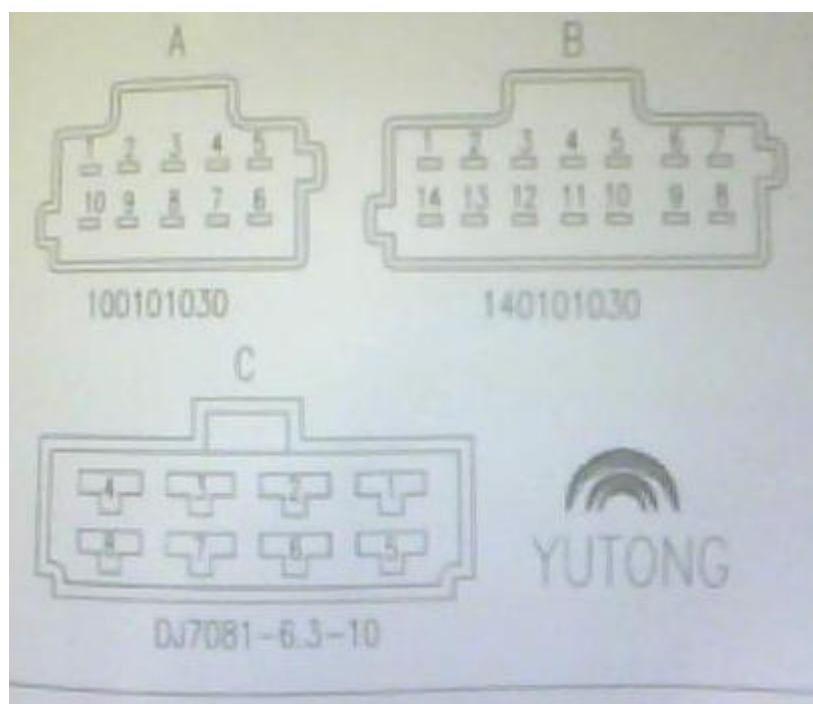 A
B
1 2 3 4 5
10 9 8 7 6
1 2 3 4 5 6 7
14 13 12 11 10 9 8
100101030
140101030
C
4 3 2 1
8 7 6 5
YUTONG
DJ7081-6.3-10